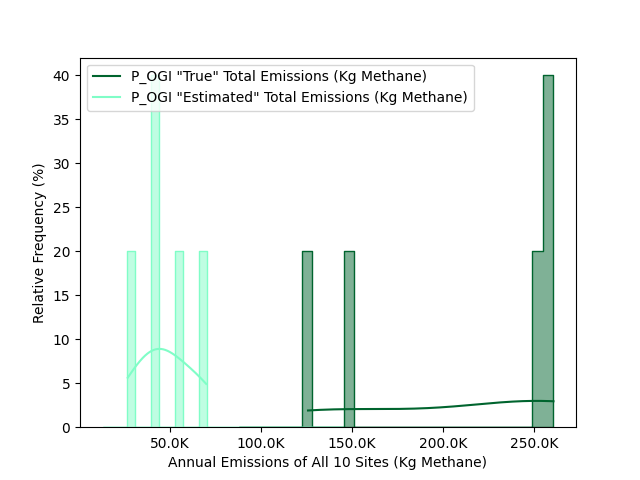 P_OGI "True" Total Emissions (Kg Methane)
P_OGI "Estimated" Total Emissions (Kg Methane)
40
35
30
25
20
15
10
5
0
Relative Frequency (%)
50.0K 100.0K 150.0K 200.0K 250.0K
Annual Emissions of All 10 Sites (Kg Methane)